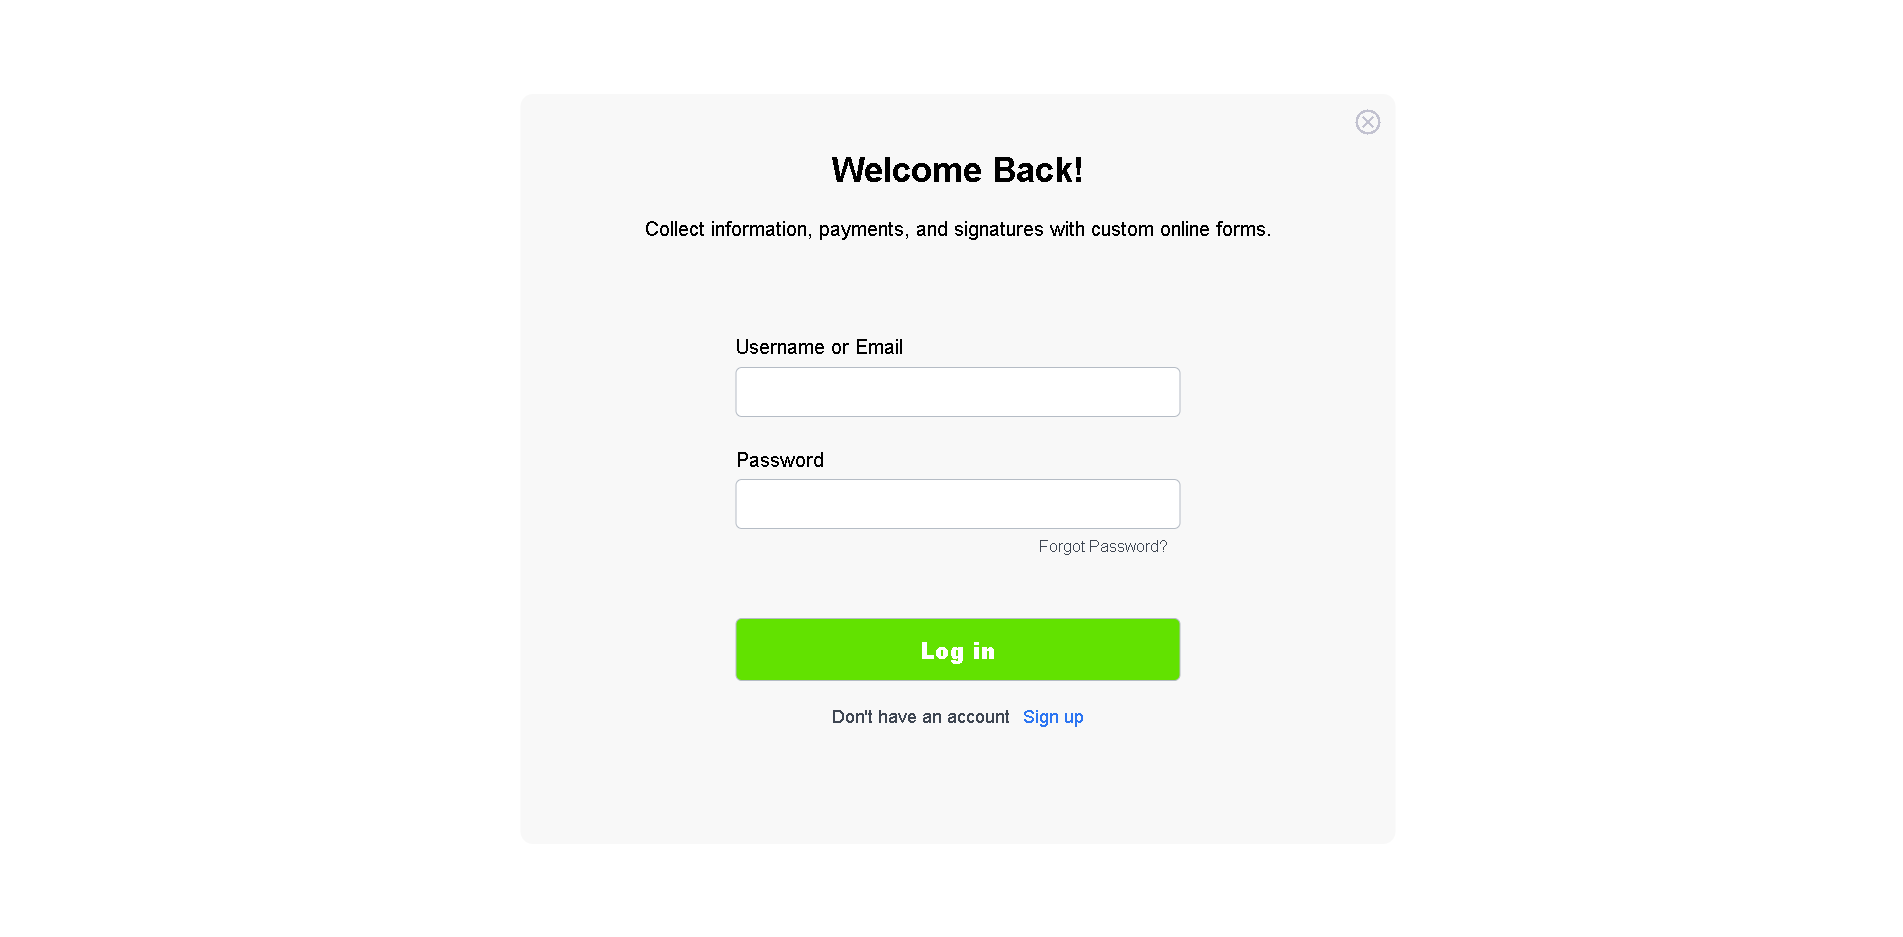 Welcome Back!
Collect information, payments, and signatures with custom online forms.
Username or Email
Password
Forgot Password?
Log in
Don't have an account Sign up